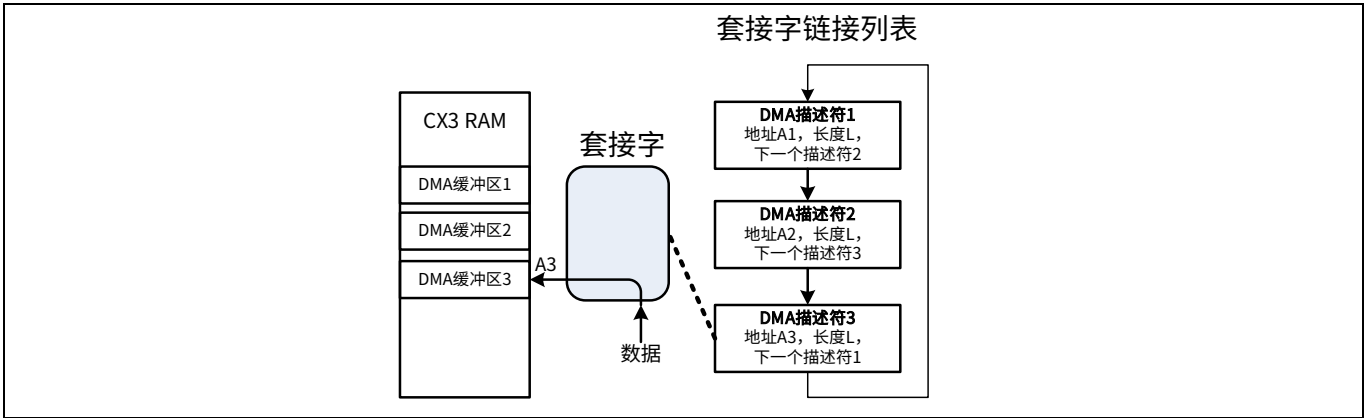 套接字链接列表
CX3 RAM
DMA缓冲区1
DMA缓冲区2
DMA缓冲区3
套接字
A3
数据
DMA描述符1
地址A1，长度L，
下一个描述符2
DMA描述符2
地址A2，长度L，
下一个描述符3
DMA描述符3
地址A3，长度L，
下一个描述符1